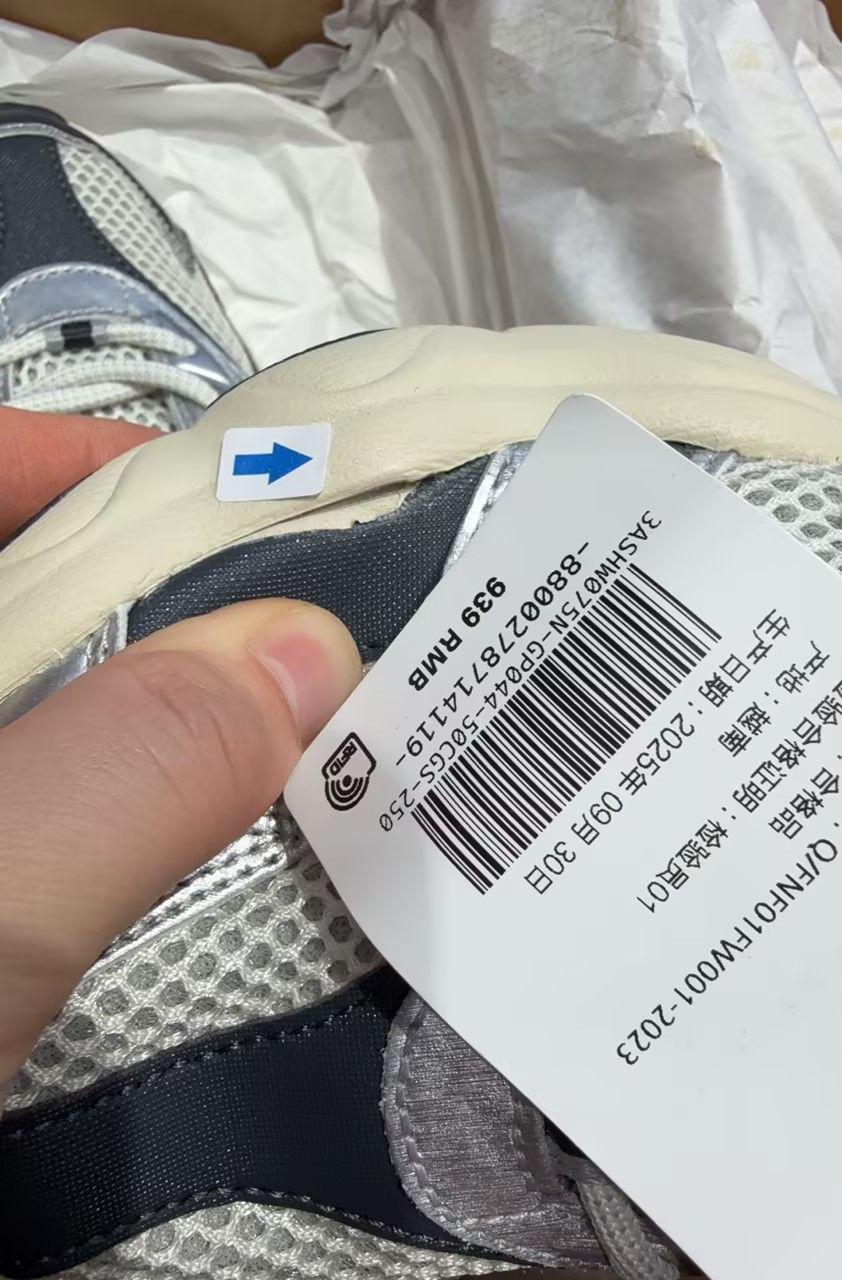 3ASHW075N-GP044-50CGS-250
-8800278714119-
939 RMB
RFID
生产日期：2025年 09月 30日
产地：越南
检验合格证明：检验员01
合格品
Q/FNF01FW001-2023